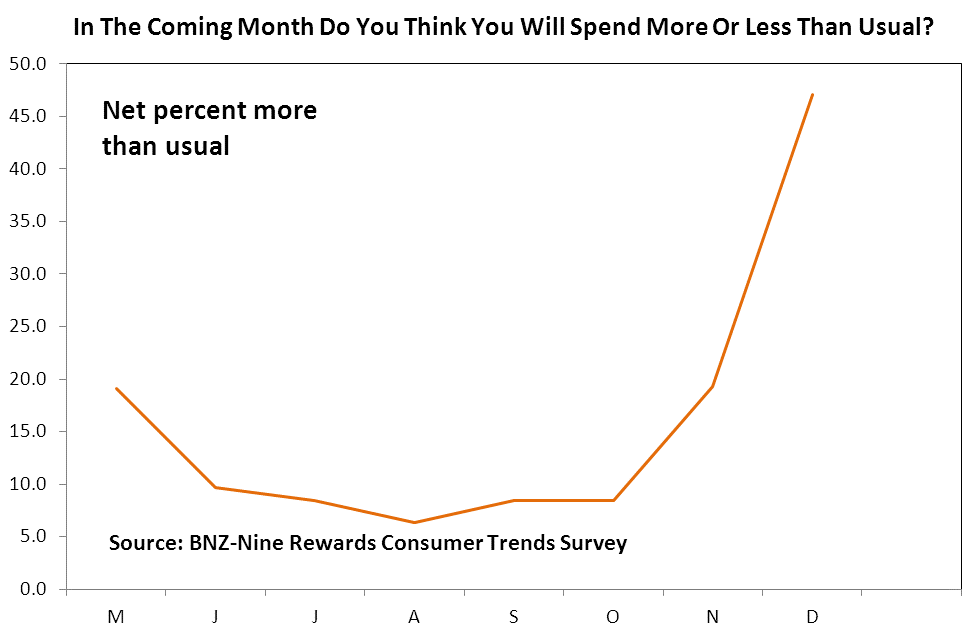 In The Coming Month Do You Think You Will Spend More Or Less Than Usual?
50.0
45.0
40.0
35.0
30.0
25.0
20.0
15.0
10.0
5.0
0.0
Net percent more
than usual
Source: BNZ-Nine Rewards Consumer Trends Survey
M J J A S O N D